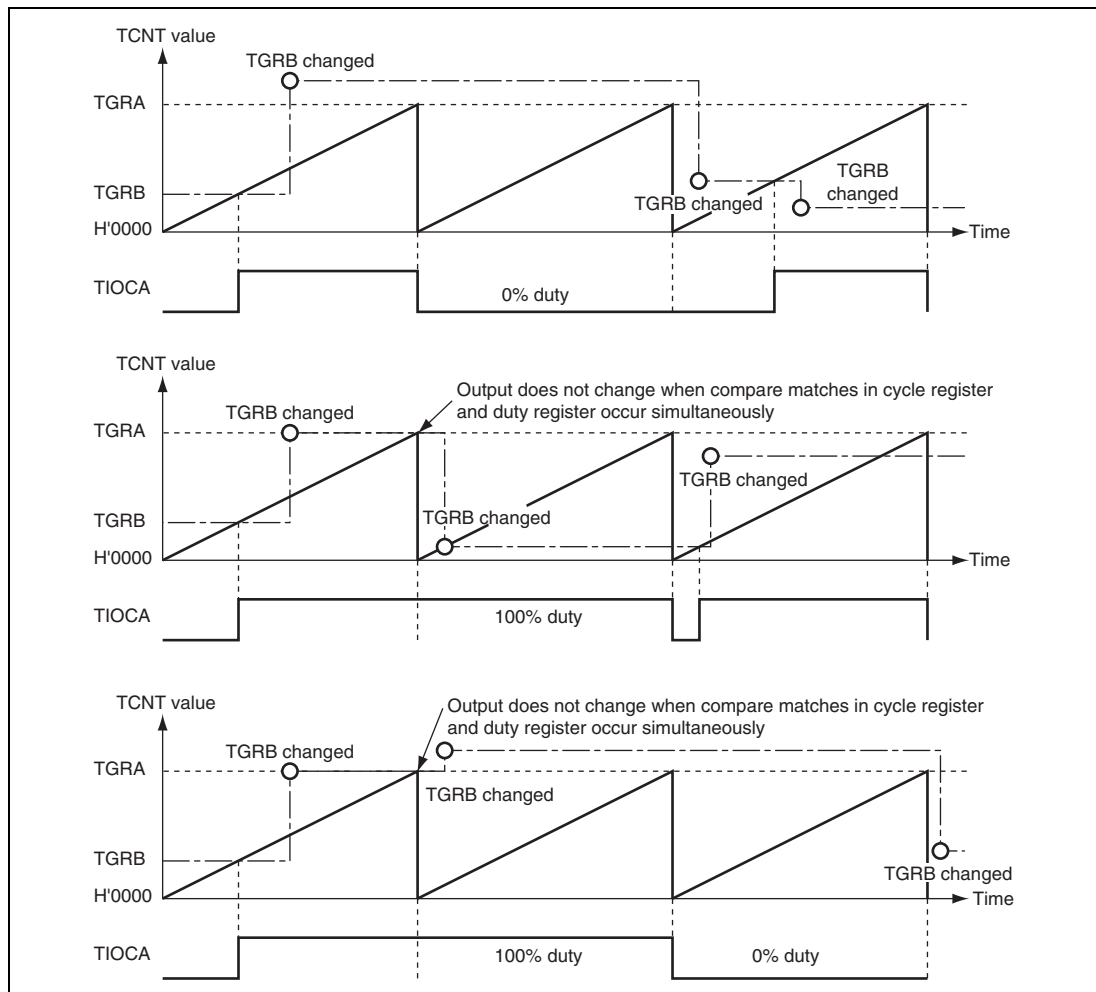 TCNT value
TGRB changed
TGRA
TGRB
changed
TGRB
TGRB changed
H'0000
Time
TIOCA
0% duty
TCNT value
Output does not change when compare matches in cycle register
and duty register occur simultaneously
TGRB changed
TGRA
TGRB changed
TGRB
TGRB changed
H'0000
Time
TIOCA
100% duty
TCNT value
Output does not change when compare matches in cycle register
and duty register occur simultaneously
TGRB changed
TGRA
TGRB changed
TGRB
TGRB changed
H'0000
Time
TIOCA
100% duty
0% duty